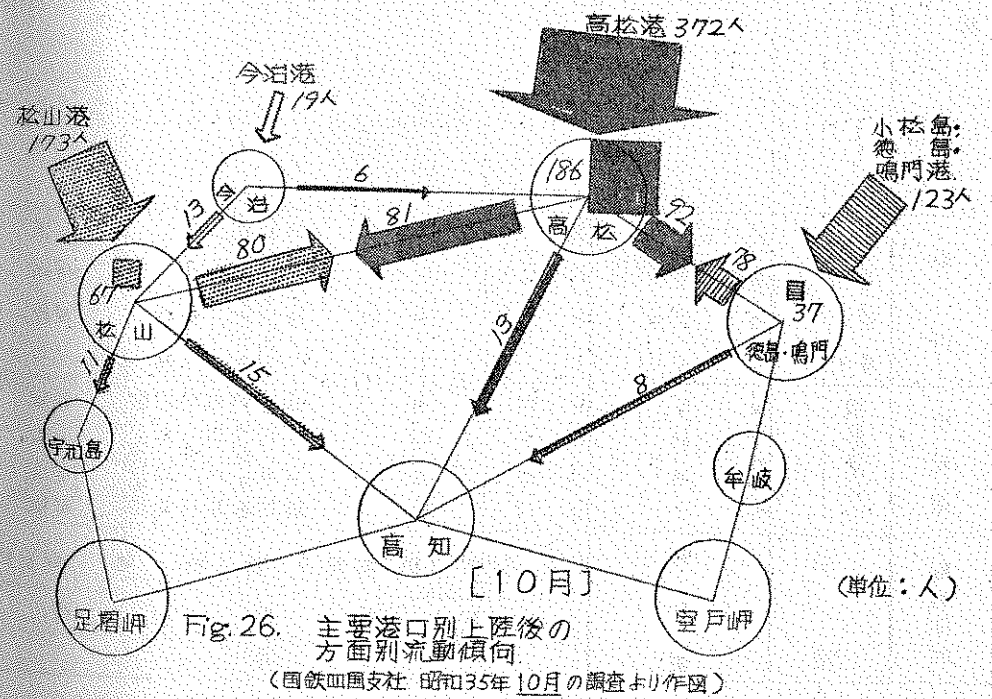 高松港 372人
今治港
19人
松山港
173人
小松島・
徳島・
鳴門港
123人
186
高松
今治
6
13
81
80
92
78
67
松山
37
徳島・鳴門
11
15
19
8
宇和島
牟岐
高知
足摺岬
室戸岬
[10月]
(単位:人)
Fig. 26. 主要港口別上陸後の
方面別流動傾向
(国鉄四国支社 昭和35年10月の調査より作図)